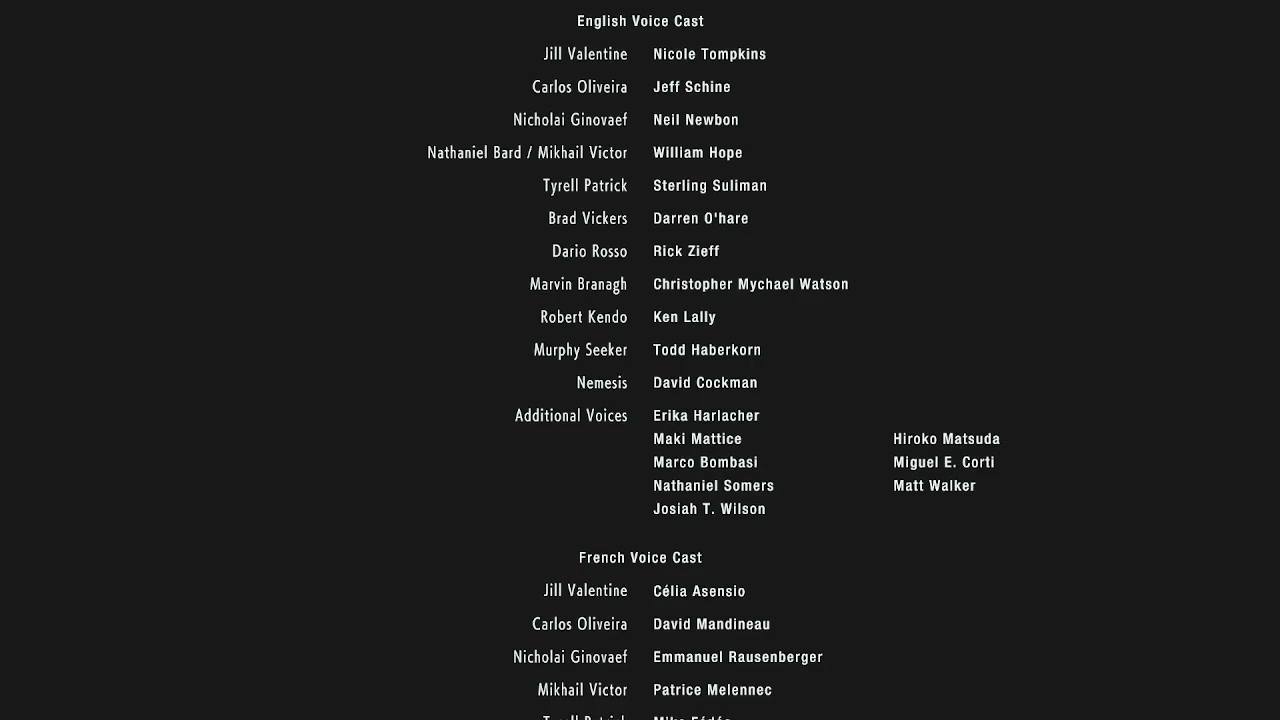 English Voice Cast
Jill Valentine Nicole Tompkins
Carlos Oliveira Jeff Schine
Nicholai Ginovaef Neil Newbon
Nathaniel Bard / Mikhail Victor William Hope
Tyrell Patrick Sterling Suliman
Brad Vickers Darren O'hare
Dario Rosso Rick Zieff
Marvin Branagh Christopher Mychael Watson
Robert Kendo Ken Lally
Murphy Seeker Todd Haberkorn
Nemesis David Cockman
Additional Voices Erika Harlacher
Maki Mattice Hiroko Matsuda
Marco Bombasi Miguel E. Corti
Nathaniel Somers Matt Walker
Josiah T. Wilson
French Voice Cast
Jill Valentine Célia Asensio
Carlos Oliveira David Mandineau
Nicholai Ginovaef Emmanuel Rausenberger
Mikhail Victor Patrice Melennec
Tyrell Patrick